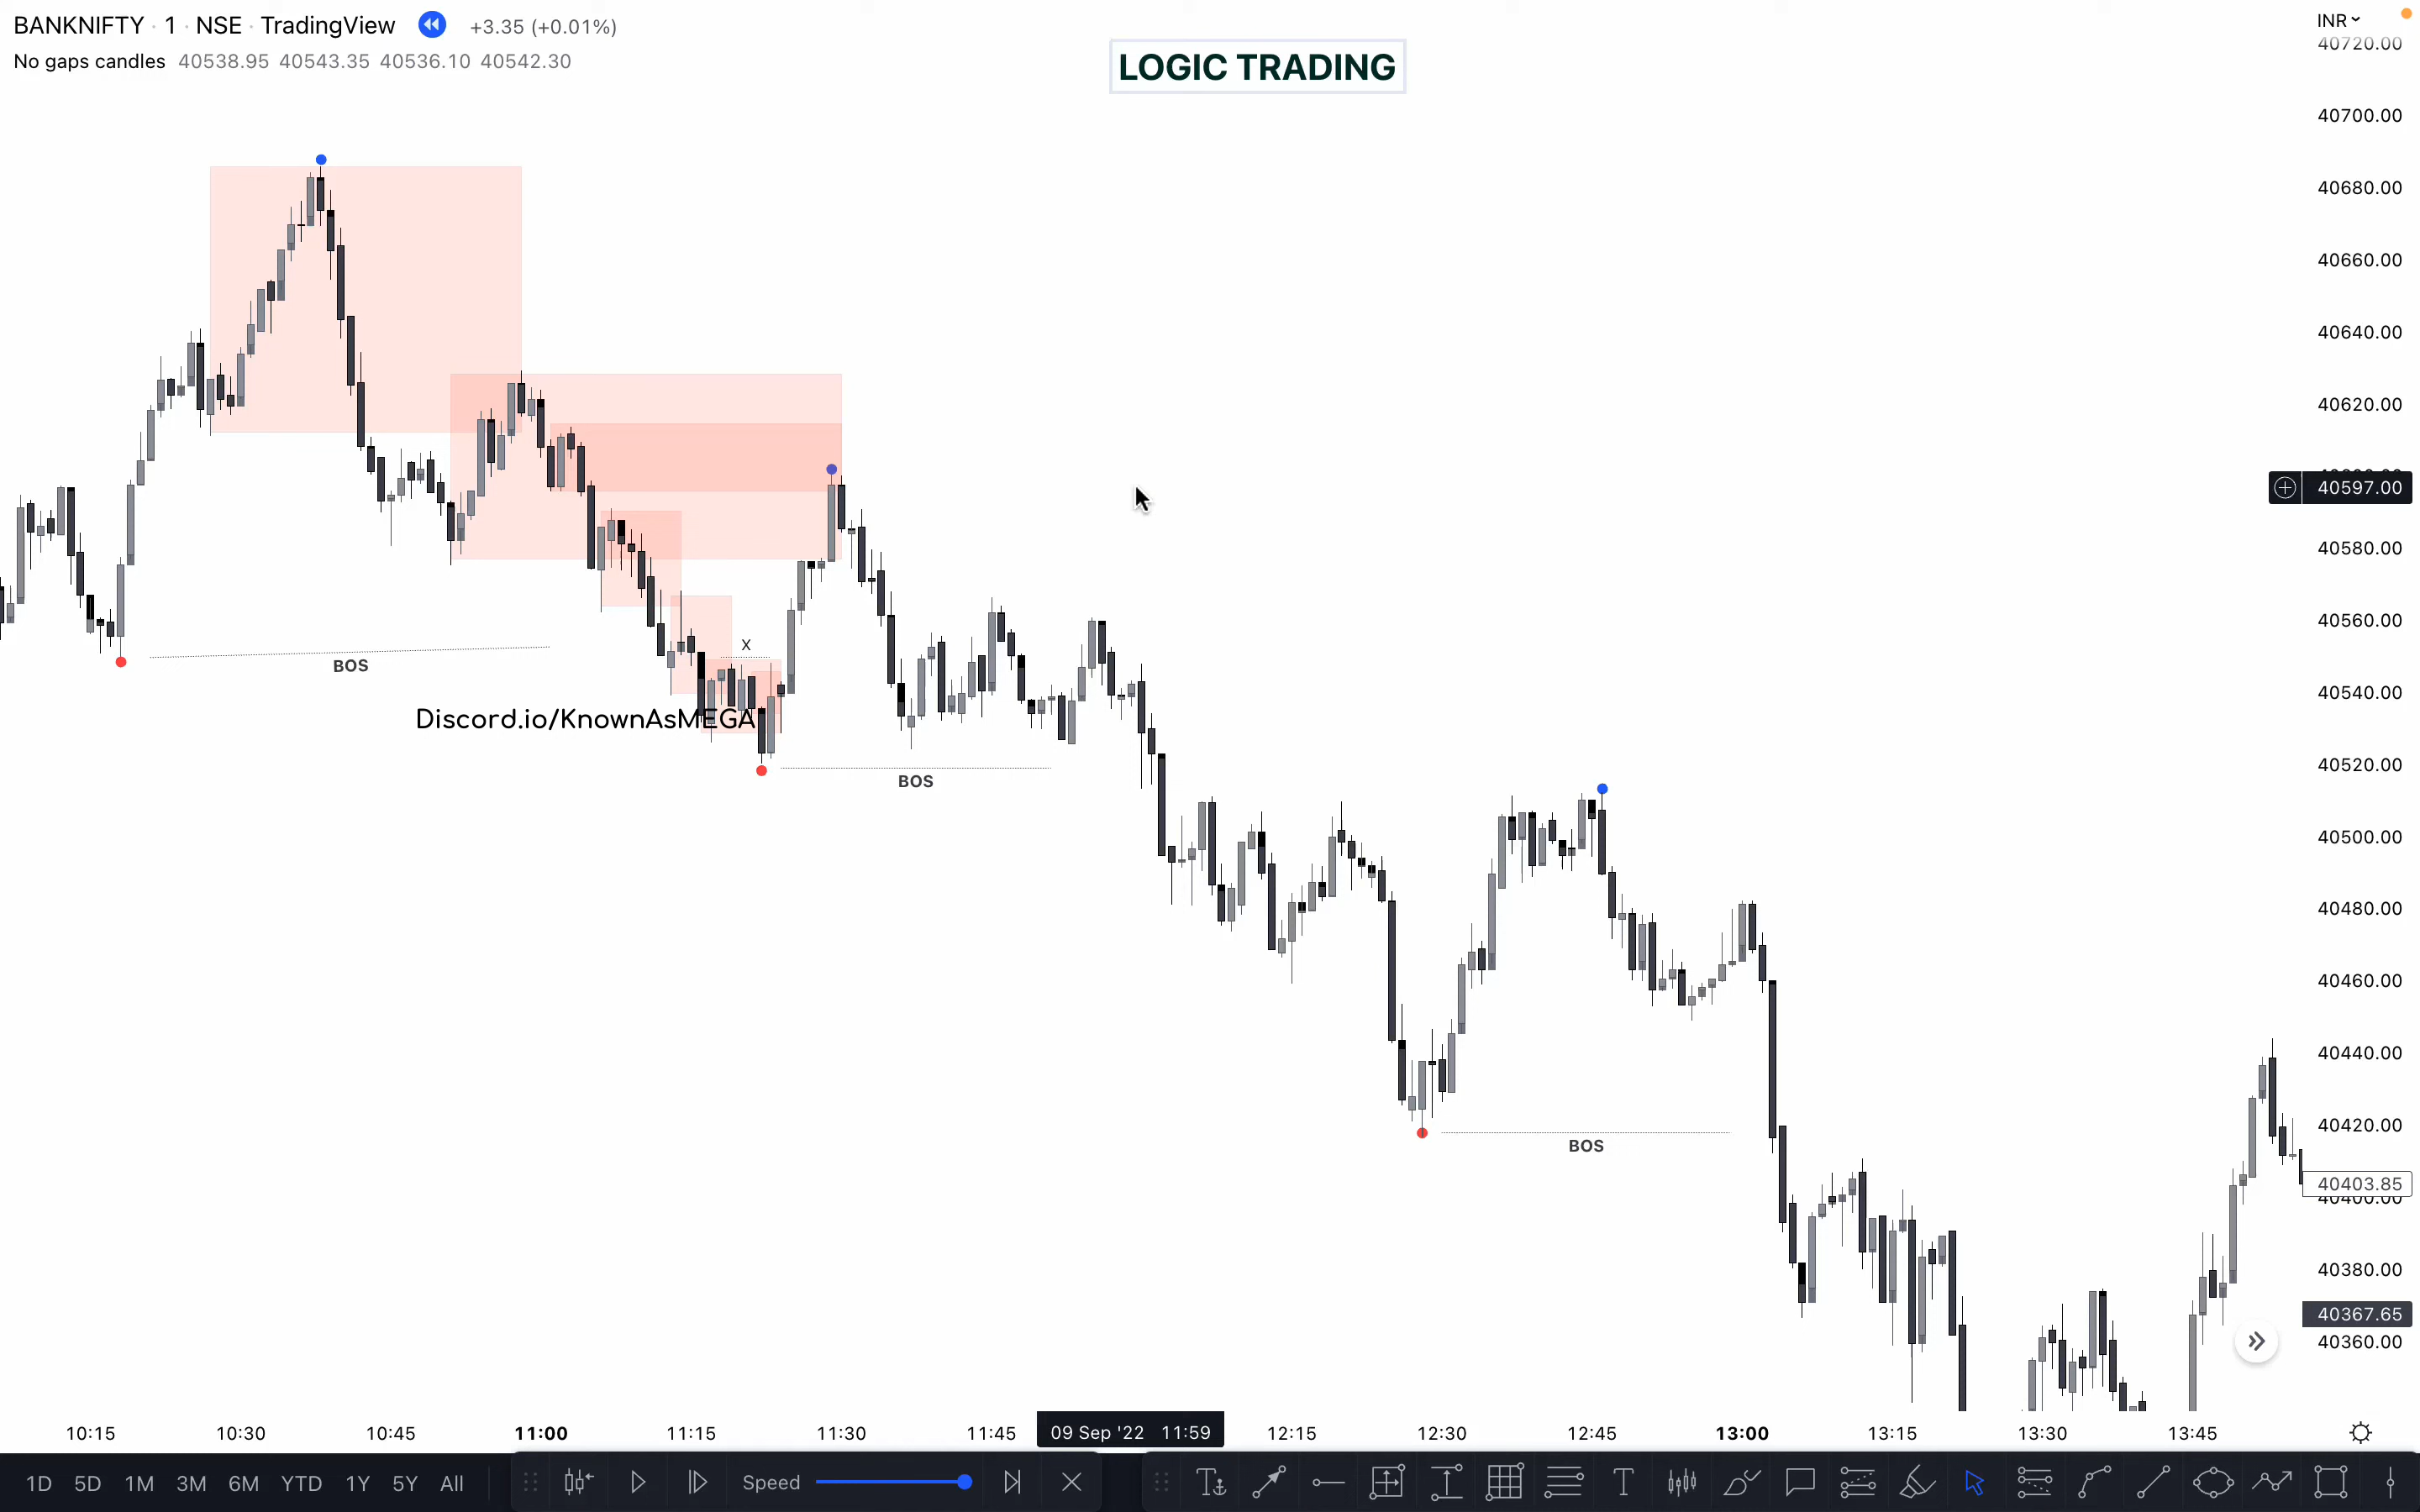 BANKNIFTY · 1 · NSE · TradingView +3.35 (+0.01%)
No gaps candles 40538.95 40543.35 40536.10 40542.30
LOGIC TRADING
INR
40720.00
40700.00
40680.00
40660.00
40640.00
40620.00
40597.00
40580.00
40560.00
40540.00
40520.00
40500.00
40480.00
40460.00
40440.00
40420.00
40403.85
40400.00
40380.00
40367.65
40360.00
BOS
X
Discord.io/KnownAsMEGA
BOS
BOS
10:15 10:30 10:45 11:00 11:15 11:30 11:45 09 Sep '22 11:59 12:15 12:30 12:45 13:00 13:15 13:30 13:45
1D 5D 1M 3M 6M YTD 1Y 5Y All Speed